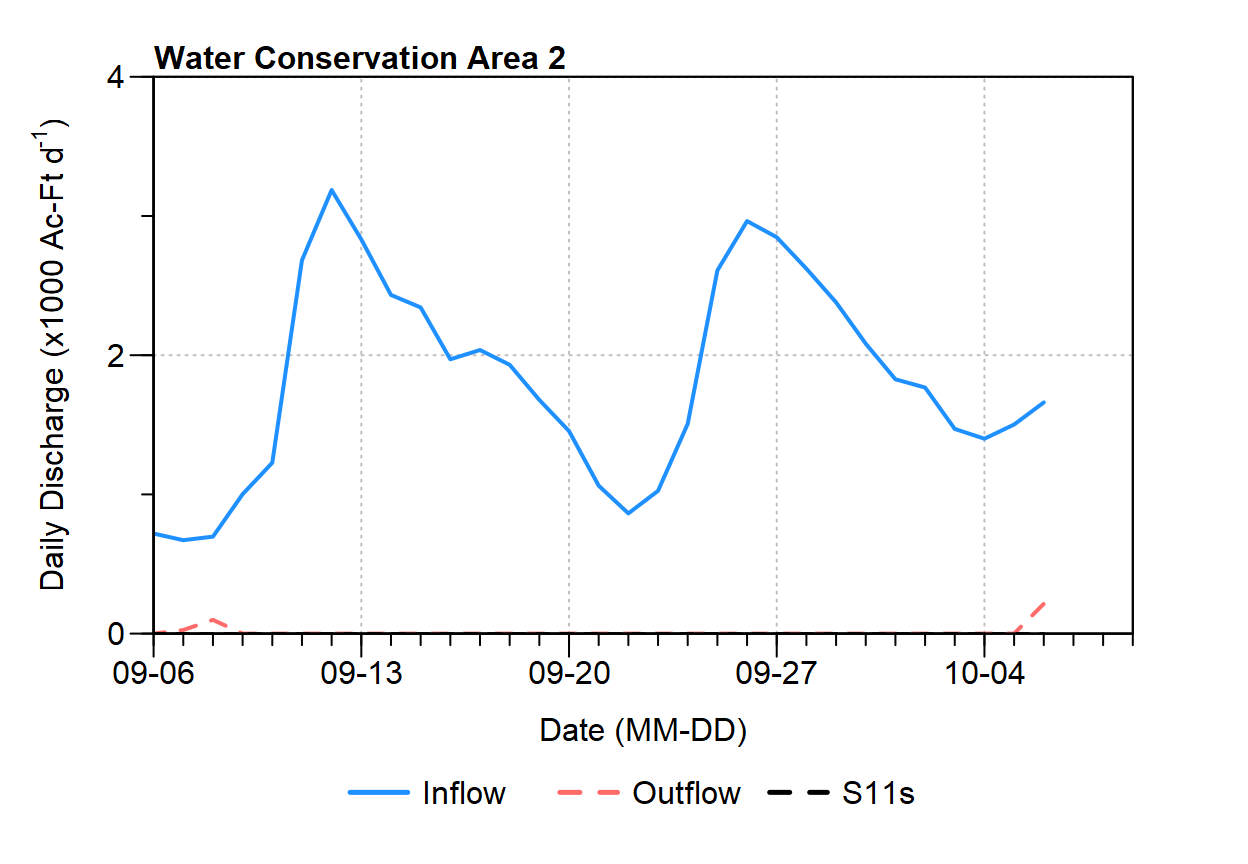 Water Conservation Area 2
4
2
0
Daily Discharge (x1000 Ac-Ft d⁻¹)
09-06 09-13 09-20 09-27 10-04
Date (MM-DD)
Inflow Outflow S11s